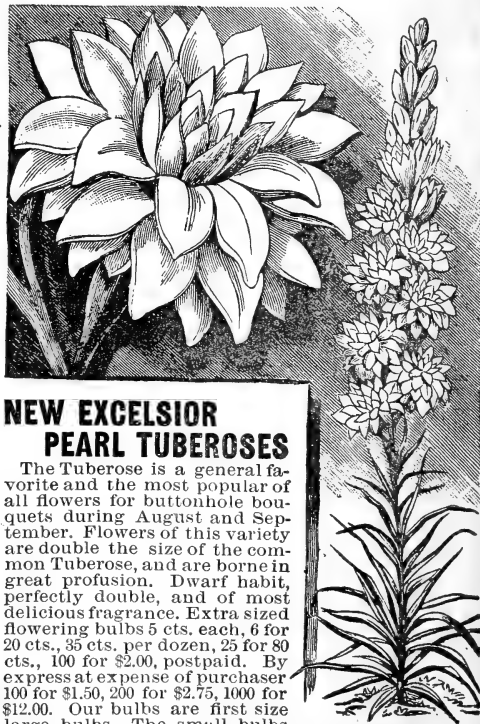 NEW EXCELSIOR
PEARL TUBEROSES
The Tuberose is a general fa-
vorite and the most popular of
all flowers for buttonhole bou-
quets during August and Sep-
tember. Flowers of this variety
are double the size of the com-
mon Tuberose, and are borne in
great profusion. Dwarf habit,
perfectly double, and of most
delicious fragrance. Extra sized
flowering bulbs 5 cts. each, 6 for
20 cts., 35 cts. per dozen, 25 for 80
cts., 100 for $2.00, postpaid. By
express at expense of purchaser
100 for $1.50, 200 for $2.75, 1000 for
$12.00. Our bulbs are first size
large bulbs. The small bulbs